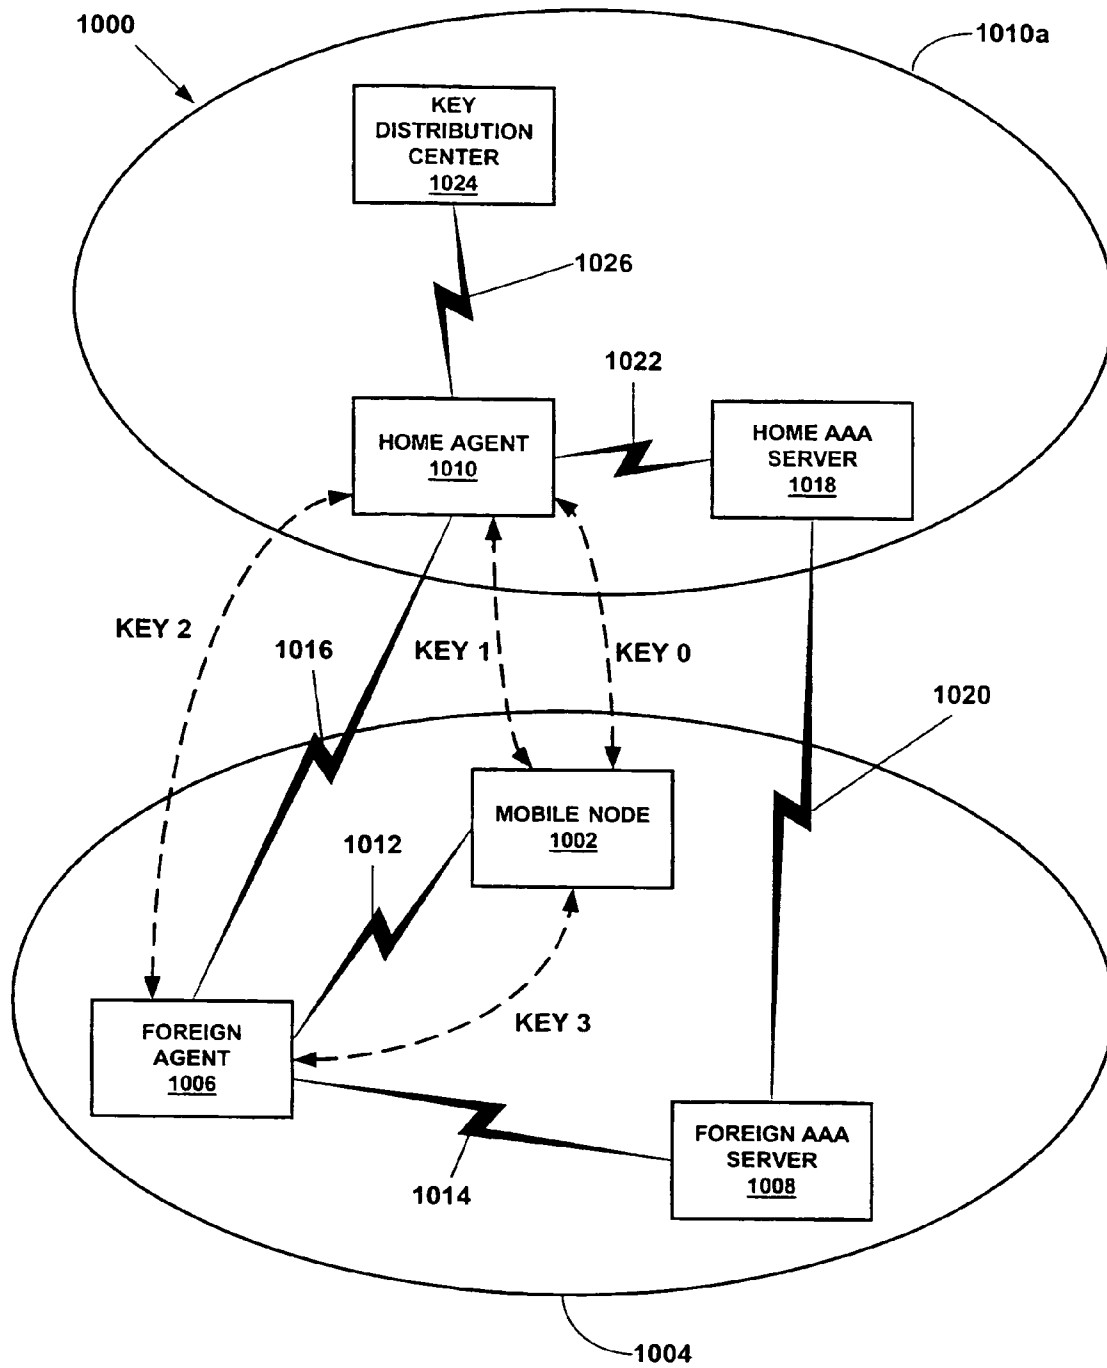 1000
1010a
KEY
DISTRIBUTION
CENTER
1024
1026
1022
HOME AGENT
1010
HOME AAA
SERVER
1018
KEY 2
1016
KEY 1
KEY 0
1020
MOBILE NODE
1002
1012
FOREIGN
AGENT
1006
KEY 3
FOREIGN AAA
SERVER
1008
1014
1004